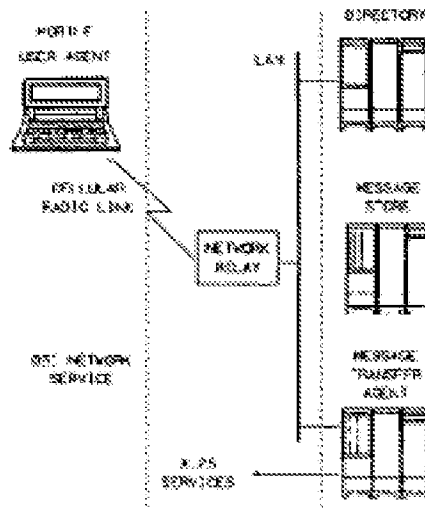 MOBILE
USER AGENT
CELLULAR
RADIO LINK
OSI NETWORK
SERVICE
LAN
NETWORK
RELAY
X.25
SERVICES
DIRECTORY
MESSAGE
STORE
MESSAGE
TRANSFER
AGENT